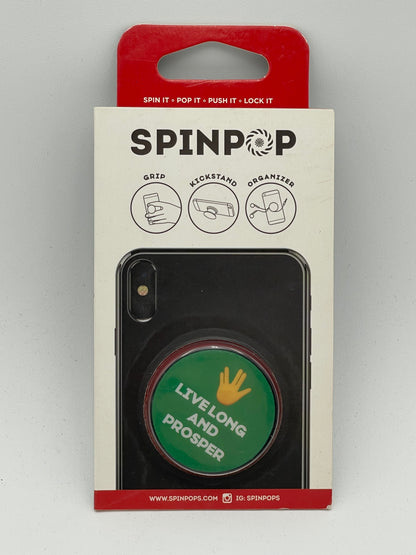 SPIN IT • POP IT • PUSH IT • LOCK IT
SPINPOP
GRIP
KICKSTAND
ORGANIZER
LIVE LONG
AND
PROSPER
WWW.SPINPOPS.COM
IG: SPINPOPS